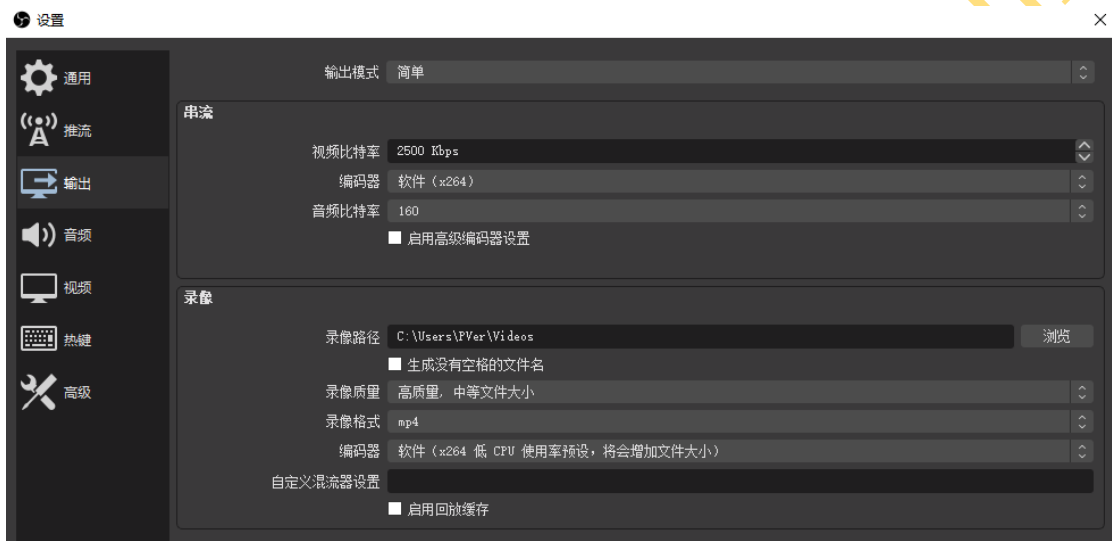 设置
通用
推流
输出
音频
视频
热键
高级
输出模式 简单
串流
视频比特率 2500 Kbps
编码器 软件（x264）
音频比特率 160
启用高级编码器设置
录像
录像路径 C:\Users\PVer\Videos 浏览
生成没有空格的文件名
录像质量 高质量, 中等文件大小
录像格式 mp4
编码器 软件（x264 低 CPU 使用率预设，将会增加文件大小）
自定义混流器设置
启用回放缓存